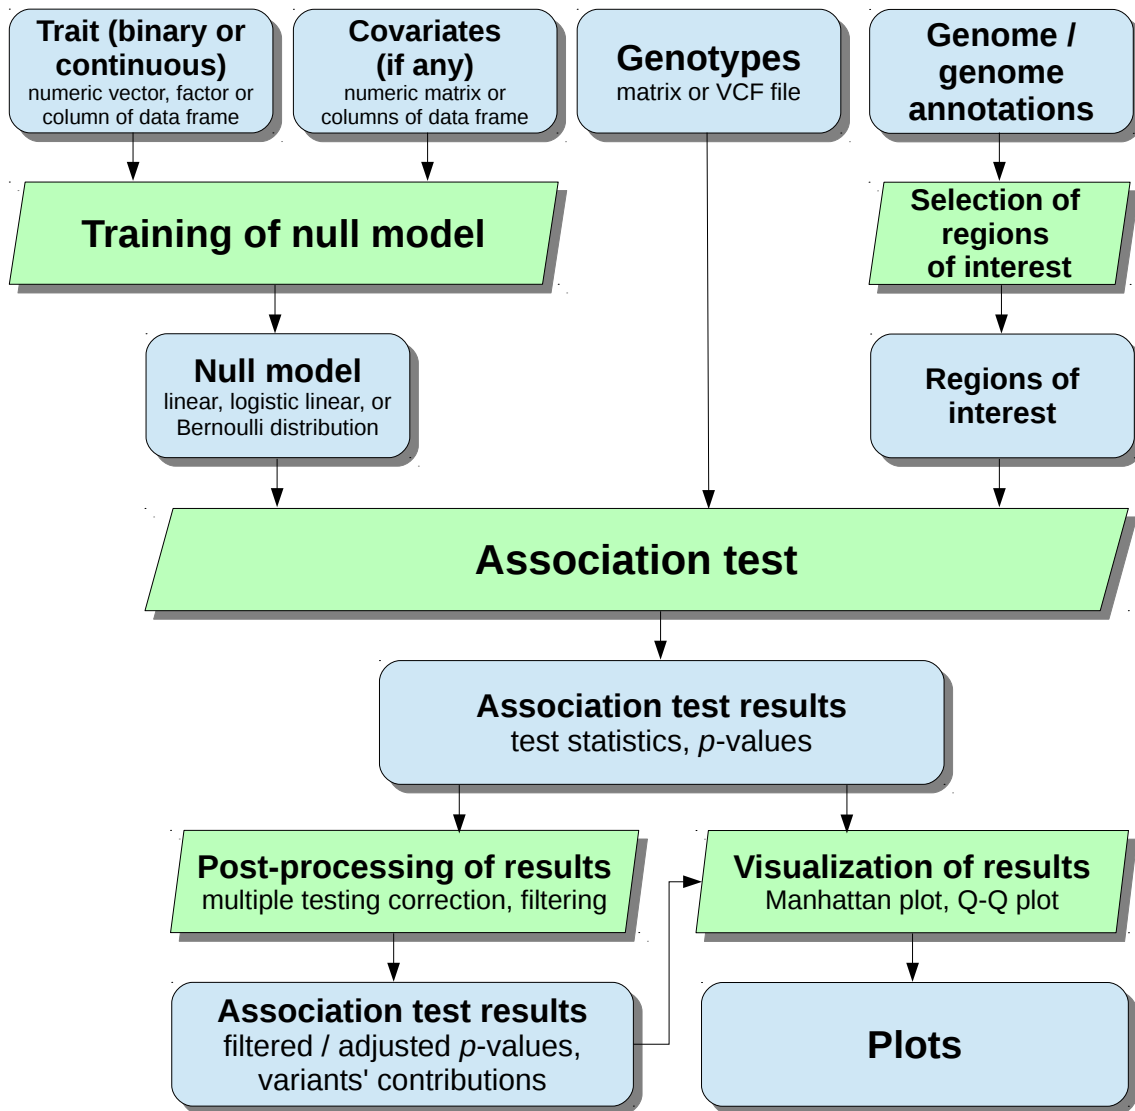 Trait (binary or
continuous)
numeric vector, factor or
column of data frame
Covariates
(if any)
numeric matrix or
columns of data frame
Genotypes
matrix or VCF file
Genome /
genome
annotations
Training of null model
Selection of
regions
of interest
Null model
linear, logistic linear, or
Bernoulli distribution
Regions of
interest
Association test
Association test results
test statistics, p-values
Post-processing of results
multiple testing correction, filtering
Visualization of results
Manhattan plot, Q-Q plot
Association test results
filtered / adjusted p-values,
variants' contributions
Plots